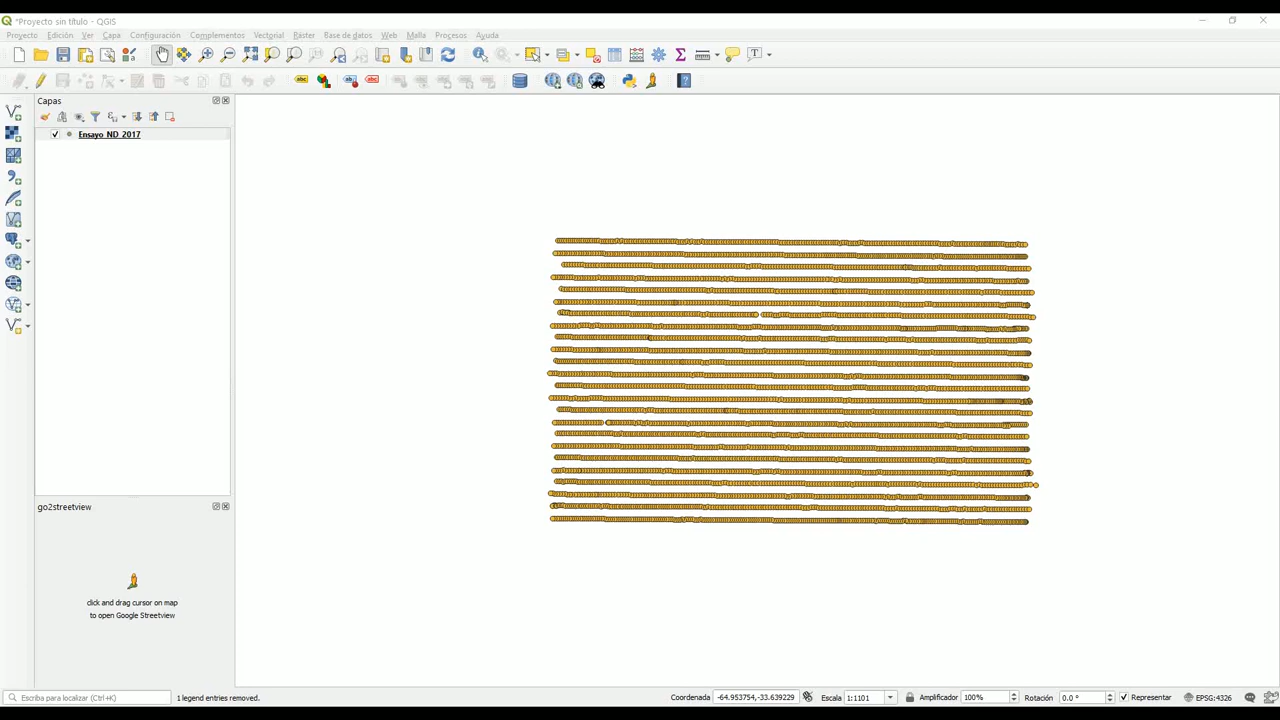 *Proyecto sin título - QGIS
Proyecto Edición Ver Capa Configuración Complementos Vectorial Ráster Base de datos Web Malla Procesos Ayuda
abc abc abc
Capas
Ensayo ND 2017
go2streetview
click and drag cursor on map
to open Google Streetview
Escriba para localizar (Ctrl+K) 1 legend entries removed. Coordenada -64.953754,-33.639229 Escala 1:1101 Amplificador 100% Rotación 0.0 ° Representar EPSG:4326